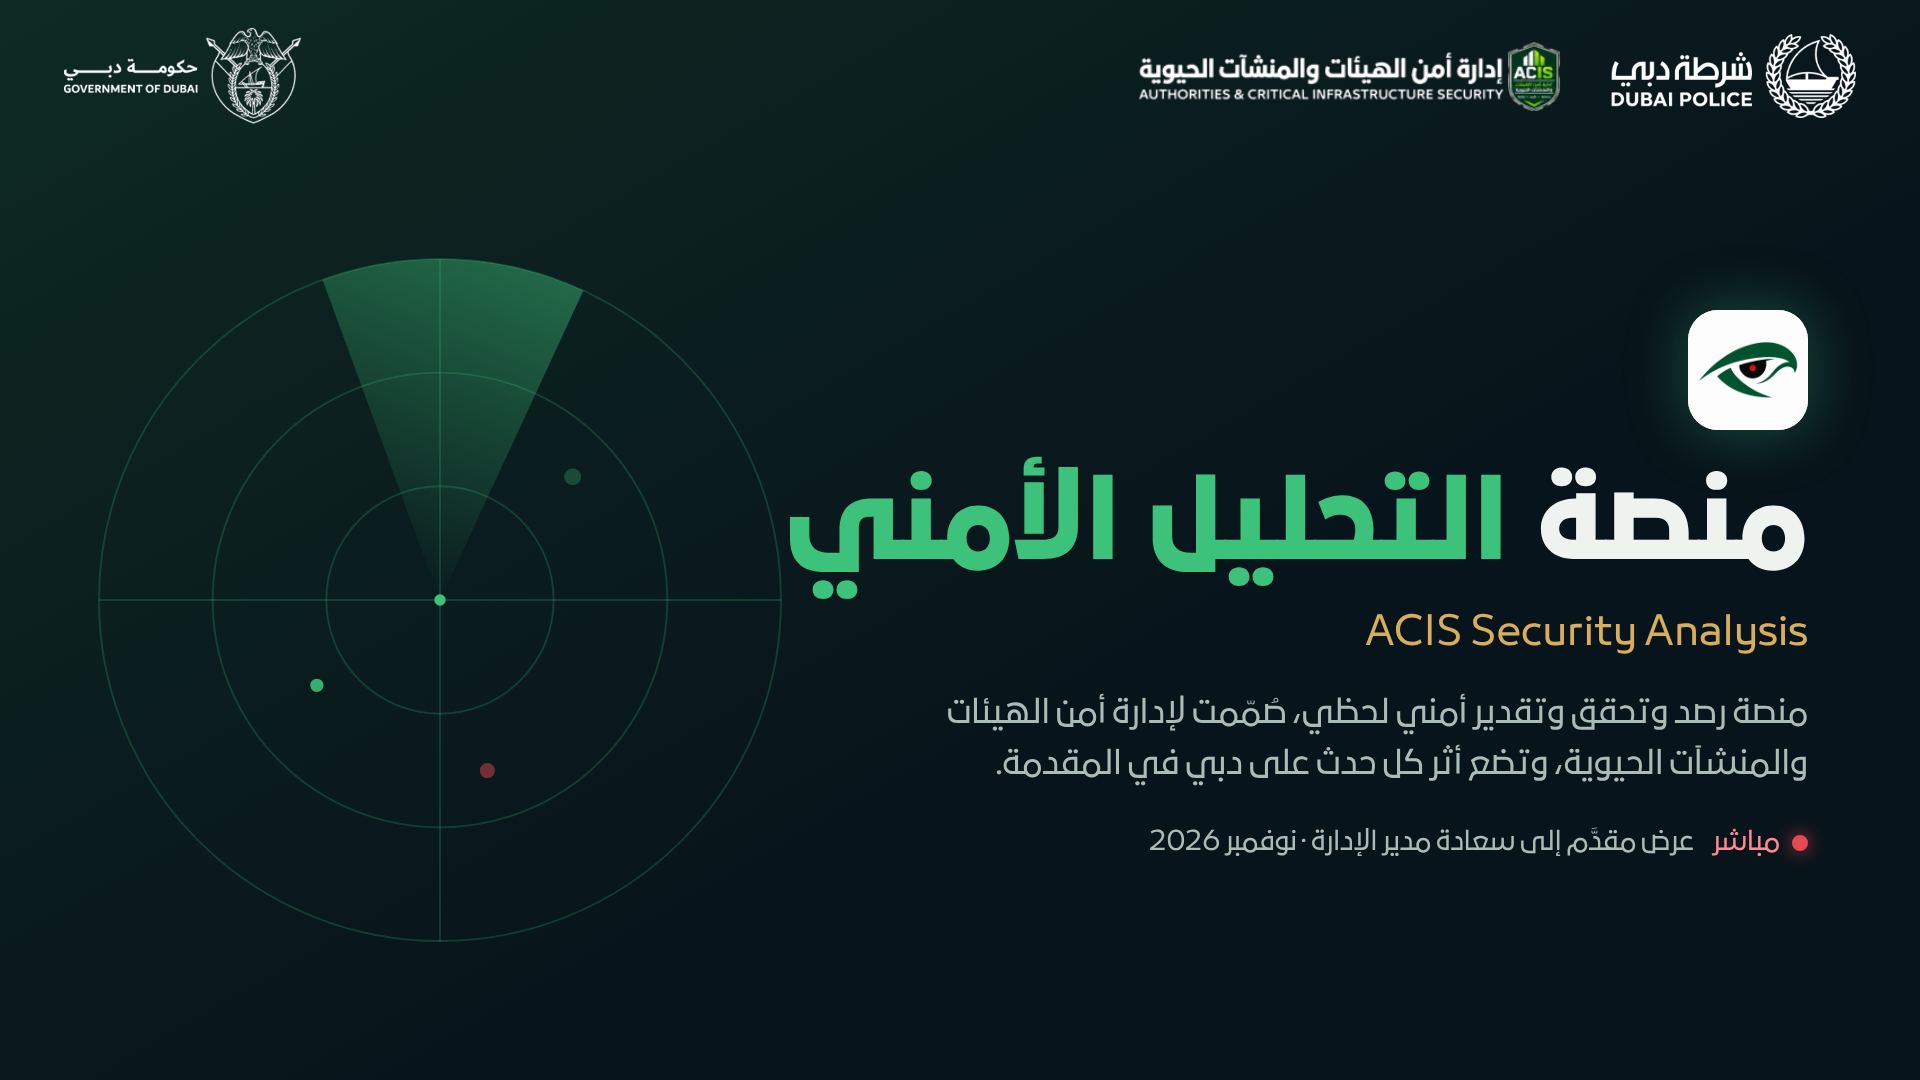 شرطة دبي
DUBAI POLICE
إدارة أمن الهيئات والمنشآت الحيوية
AUTHORITIES & CRITICAL INFRASTRUCTURE SECURITY
ACIS
حكومـــة دبـــي
GOVERNMENT OF DUBAI
منصة التحليل الأمني
ACIS Security Analysis
منصة رصد وتحقق وتقدير أمني لحظي، صُمّمت لإدارة أمن الهيئات
والمنشآت الحيوية، وتضع أثر كل حدث على دبي في المقدمة.
مباشر عرض مقدَّم إلى سعادة مدير الإدارة · نوفمبر 2026